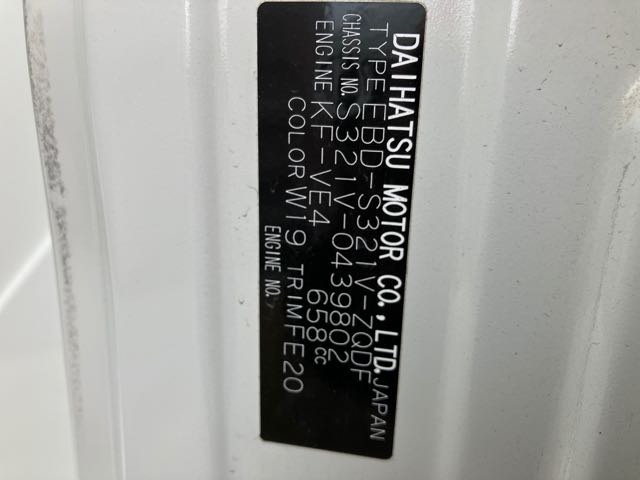 DAIHATSU MOTOR CO., LTD. JAPAN
TYPE EBD-S321V-ZQDF
CHASSIS NO. S321V-0439802
ENGINE KF-VE4 658cc
COLOR W19 TRIM FE20
ENGINE NO.